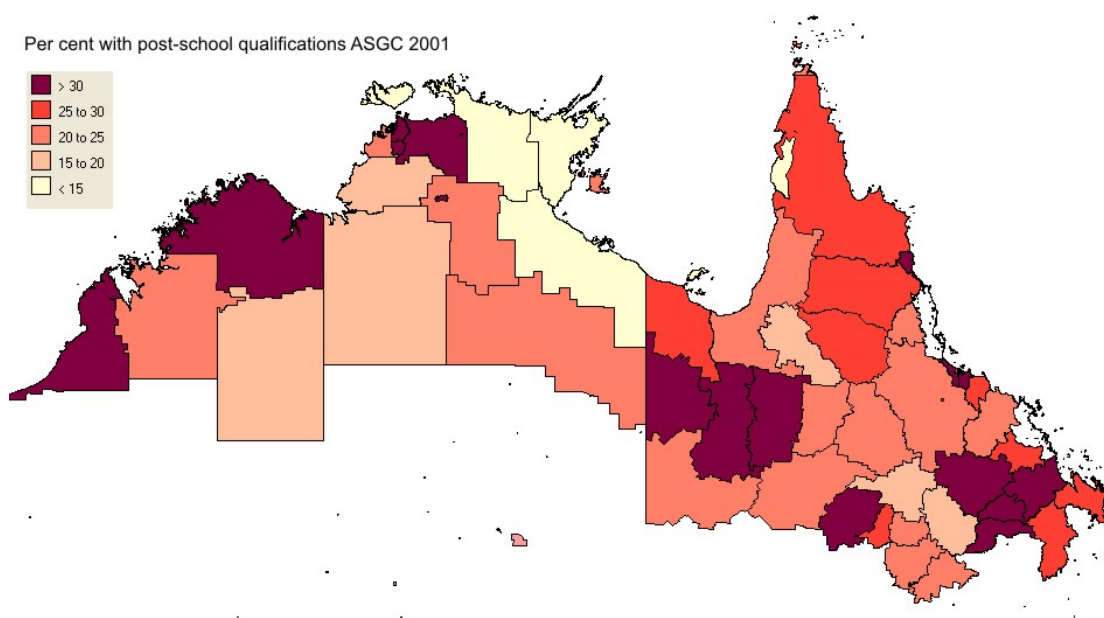 Per cent with post-school qualifications ASGC 2001
> 30
25 to 30
20 to 25
15 to 20
< 15